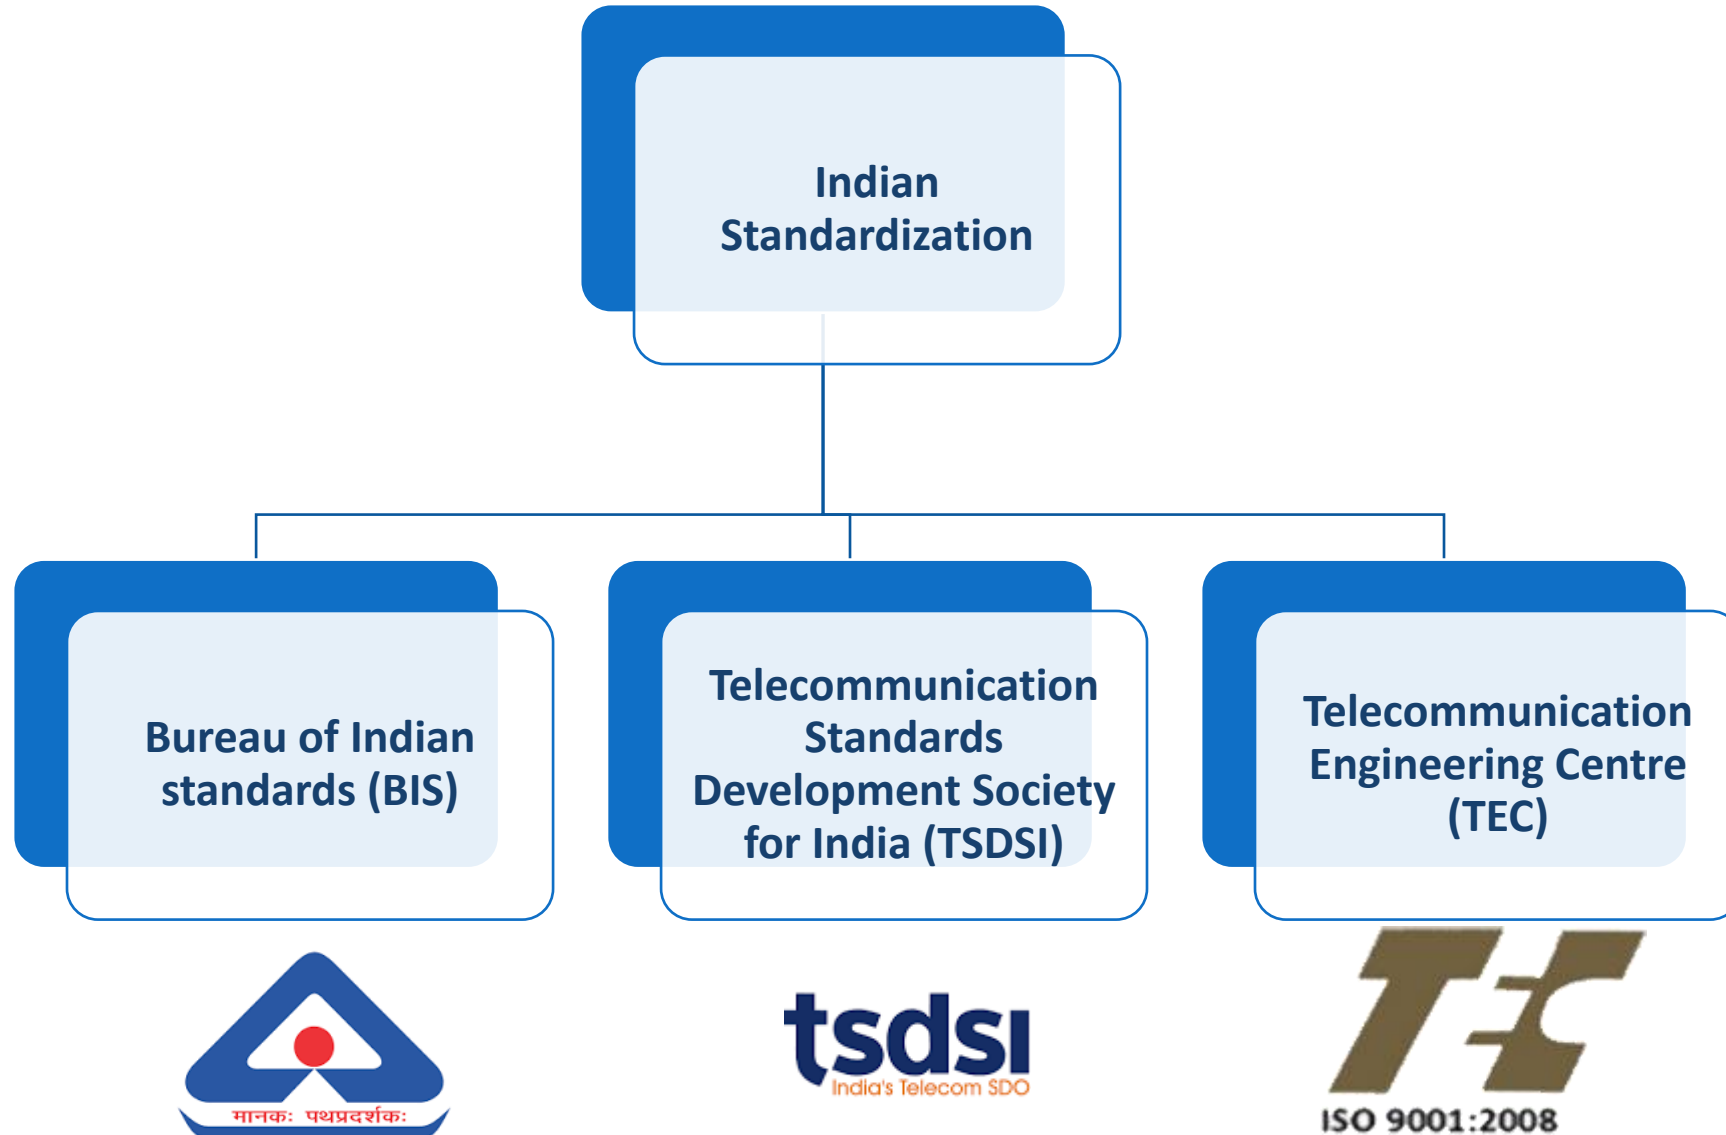 Indian
Standardization
Bureau of Indian
standards (BIS)
Telecommunication
Standards
Development Society
for India (TSDSI)
Telecommunication
Engineering Centre
(TEC)
मानकः पथप्रदर्शकः
tsdsi
India's Telecom SDO
TEC
ISO 9001:2008